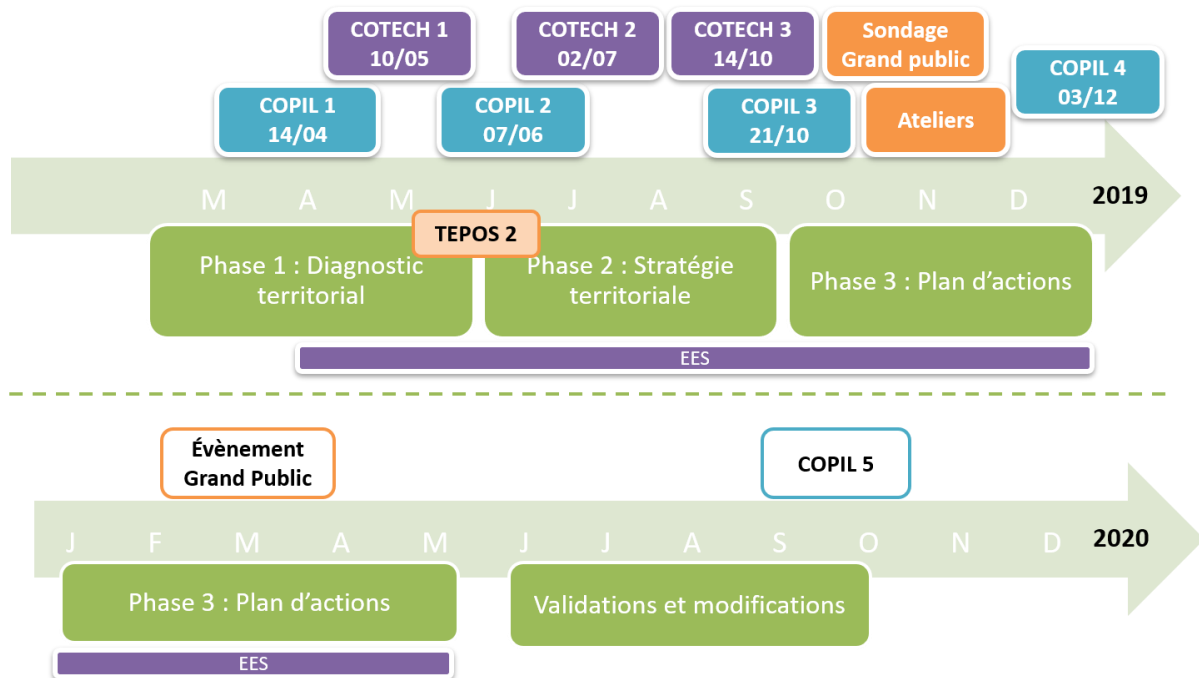 COTECH 1
10/05
COTECH 2
02/07
COTECH 3
14/10
Sondage
Grand public
COPIL 4
03/12
COPIL 1
14/04
COPIL 2
07/06
COPIL 3
21/10
Ateliers
M A M J J A S O N D 2019
TEPOS 2
Phase 1 : Diagnostic
territorial
Phase 2 : Stratégie
territoriale
Phase 3 : Plan d’actions
EES
Évènement
Grand Public
COPIL 5
J F M A M J J A S O N D 2020
Phase 3 : Plan d’actions
Validations et modifications
EES